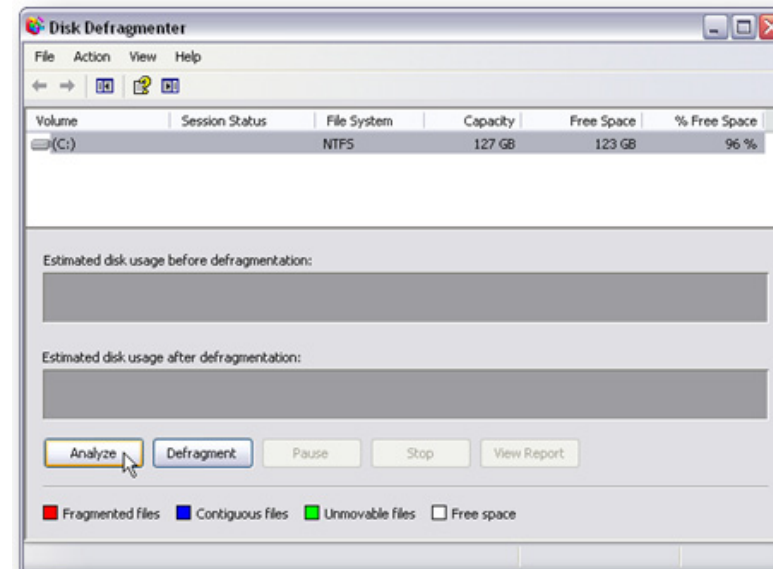 Disk Defragmenter
File Action View Help
Volume Session Status File System Capacity Free Space % Free Space
(C:) NTFS 127 GB 123 GB 96 %
Estimated disk usage before defragmentation:
Estimated disk usage after defragmentation:
Analyze Defragment Pause Stop View Report
Fragmented files Contiguous files Unmovable files Free space